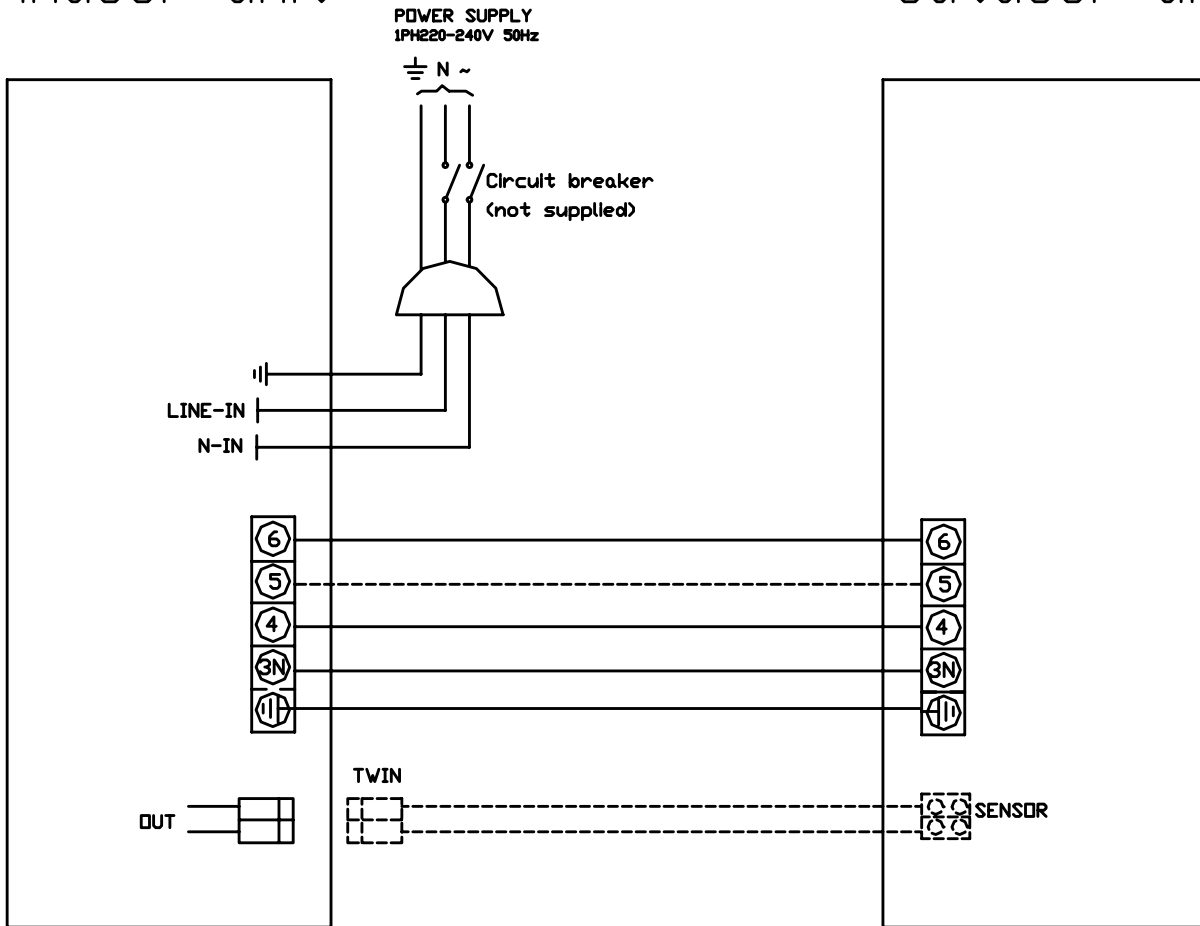 POWER SUPPLY
1PH220-240V 50Hz
N ~
Circuit breaker
(not supplied)
LINE-IN
N-IN
6
6
5
5
4
4
3N
3N
TWIN
OUT
SENSOR